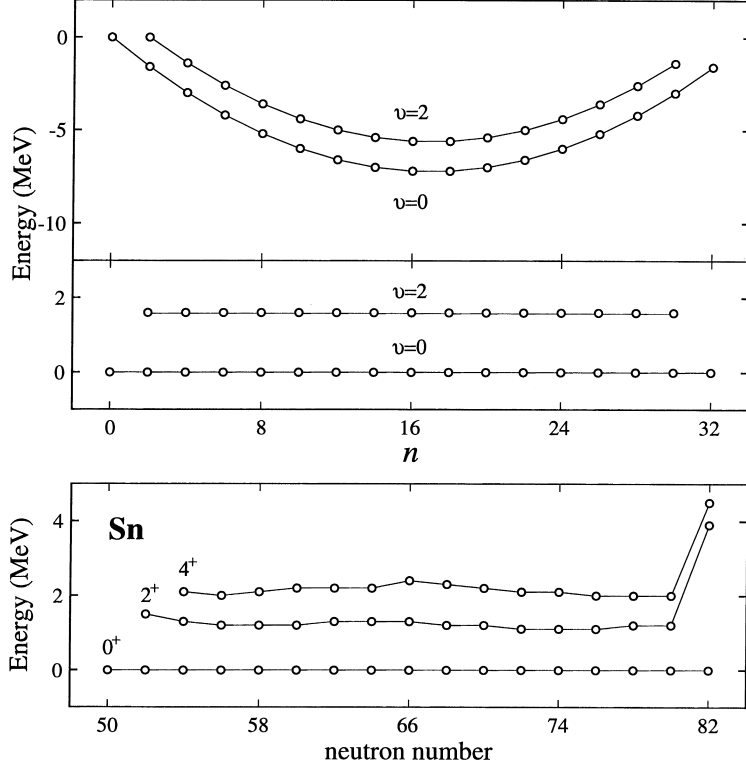 0
υ=2
-5
υ=0
-10
Energy (MeV)
υ=2
2
υ=0
0
0 8 16 24 32
n
Sn
4
4+
2+
2
0+
0
Energy (MeV)
50 58 66 74 82
neutron number